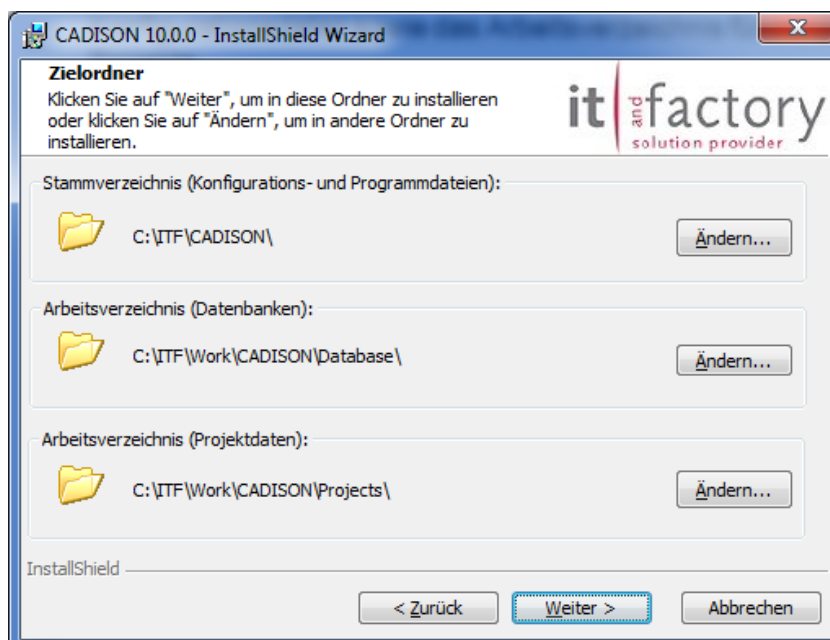 CADISON 10.0.0 - InstallShield Wizard
Zielordner
Klicken Sie auf "Weiter", um in diese Ordner zu installieren
oder klicken Sie auf "Ändern", um in andere Ordner zu
installieren.
it and factory
solution provider
Stammverzeichnis (Konfigurations- und Programmdateien):
C:\ITF\CADISON\
Ändern...
Arbeitsverzeichnis (Datenbanken):
C:\ITF\Work\CADISON\Database\
Ändern...
Arbeitsverzeichnis (Projektdaten):
C:\ITF\Work\CADISON\Projects\
Ändern...
InstallShield
< Zurück
Weiter >
Abbrechen